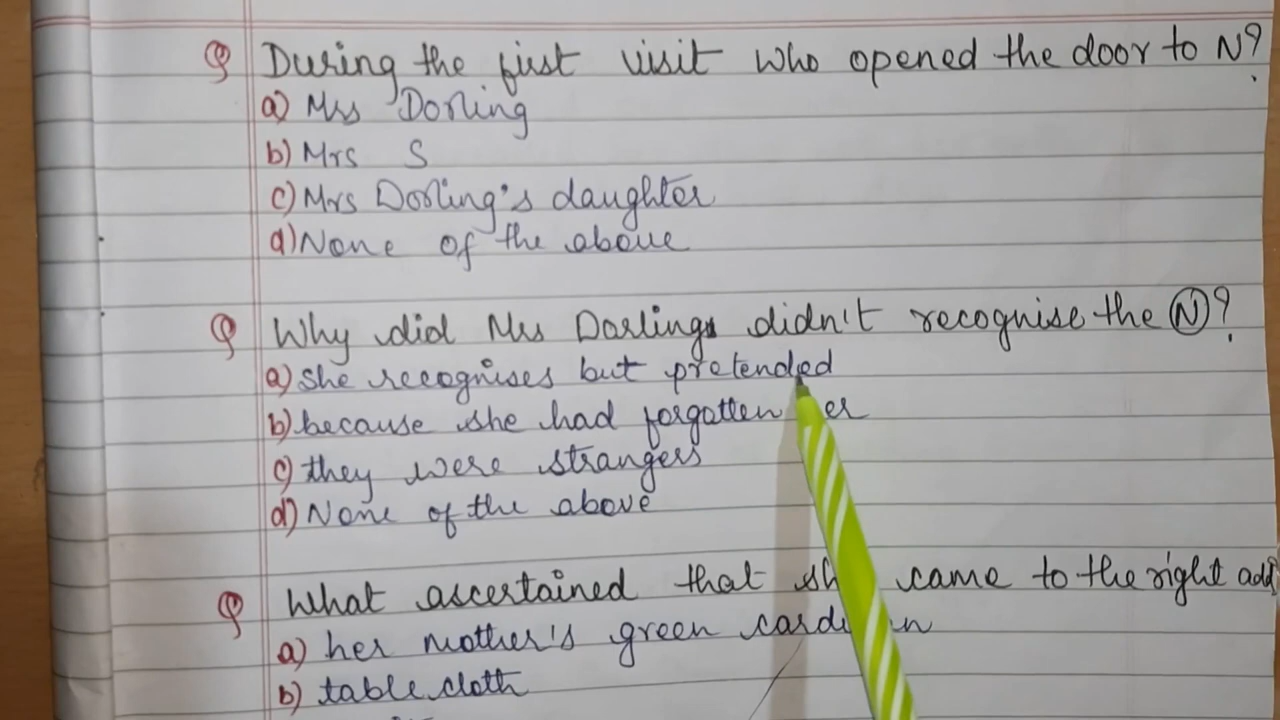 Q During the first visit who opened the door to N?
a) Mrs Dorling
b) Mrs S
c) Mrs Dorling's daughter
d) None of the above
Q Why did Mrs Dorling didn't recognise the N?
a) she recognises but pretended
b) because she had forgotten
c) they were strangers
d) None of the above
Q What ascertained that came to the right
a) her mother's green
b) table cloth